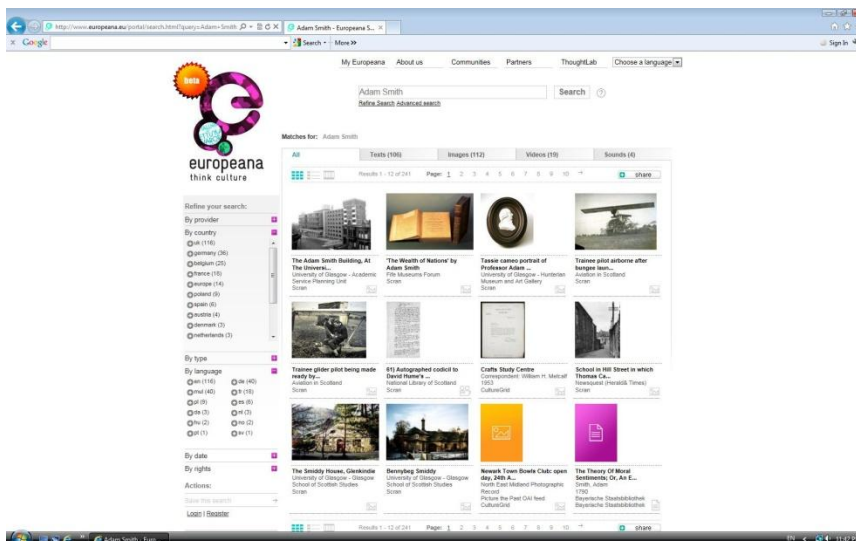 http://www.europeana.eu/portal/search.html?query=Adam+Smith
Adam Smith - Europeana S...
x Google
Search
More >>
Sign In
My Europeana About us Communities Partners ThoughtLab Choose a language
beta
Adam Smith Search ?
Refine Search Advanced search
europeana
think culture
Matches for: Adam Smith
All Texts (106) Images (112) Videos (19) Sounds (4)
Results 1 - 12 of 241 Page: 1 2 3 4 5 6 7 8 9 10 share
Refine your search:
By provider
By country
uk (116)
germany (36)
belgium (25)
france (18)
europe (14)
poland (9)
spain (6)
austria (4)
denmark (3)
netherlands (3)
By type
By language
en (116) de (40)
mul (40) fr (18)
pl (9) es (6)
da (3) nl (3)
hu (2) no (2)
pt (1) sv (1)
By date
By rights
Actions:
Save this search
Login | Register
The Adam Smith Building, At
The Universi...
University of Glasgow - Academic
Service Planning Unit
Scran
'The Wealth of Nations' by
Adam Smith
Fife Museums Forum
Scran
Tassie cameo portrait of
Professor Adam ...
University of Glasgow - Hunterian
Museum and Art Gallery
Scran
Trainee pilot airborne after
bungee laun...
Aviation in Scotland
Scran
Trainee glider pilot being made
ready by...
Aviation in Scotland
Scran
61) Autographed codicil to
David Hume's ...
National Library of Scotland
Scran
Crafts Study Centre
Correspondent: William H. Metcalf
1953
CultureGrid
School in Hill Street in which
Thomas Ca...
Newsquest (Herald& Times)
Scran
The Smiddy House, Glenkindie
University of Glasgow - Glasgow
School of Scottish Studies
Scran
Bennybeg Smiddy
University of Glasgow - Glasgow
School of Scottish Studies
Scran
Newark Town Bowls Club: open
day, 24th A...
North East Midland Photographic
Record
Picture the Past OAI feed
CultureGrid
The Theory Of Moral
Sentiments; Or, An E...
Smith, Adam
1790
Bayerische Staatsbibliothek
Bayerische Staatsbibliothek
Results 1 - 12 of 241 Page: 1 2 3 4 5 6 7 8 9 10 share
Adam Smith - Euro...
EN
11:42 P